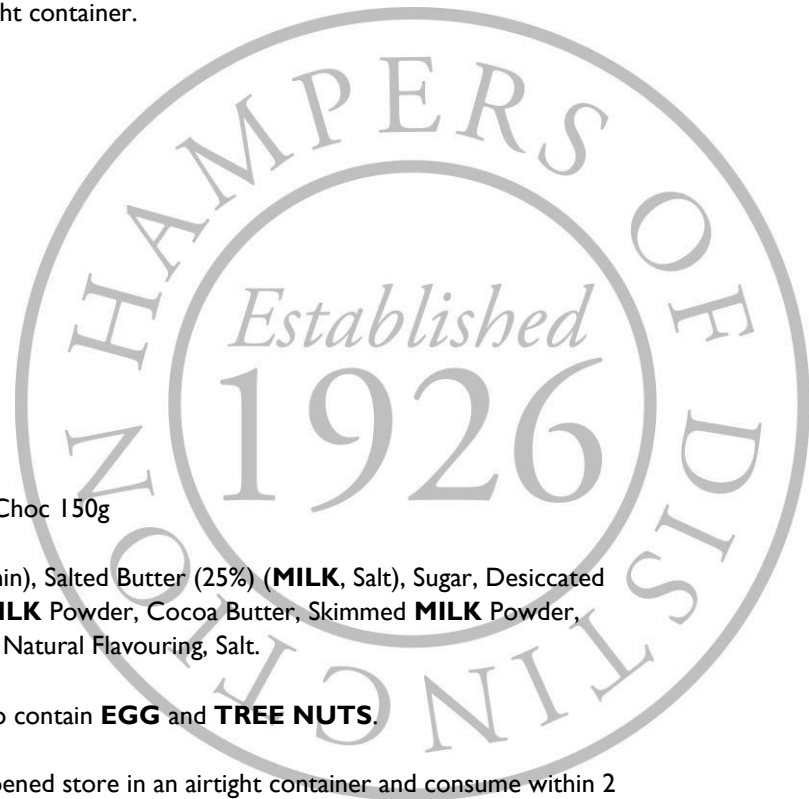 ht container.
HAMPERS OF DISTINCTION
Established
1926
Choc 150g
nin), Salted Butter (25%) (MILK, Salt), Sugar, Desiccated
ILK Powder, Cocoa Butter, Skimmed MILK Powder,
Natural Flavouring, Salt.
o contain EGG and TREE NUTS.
pened store in an airtight container and consume within 2